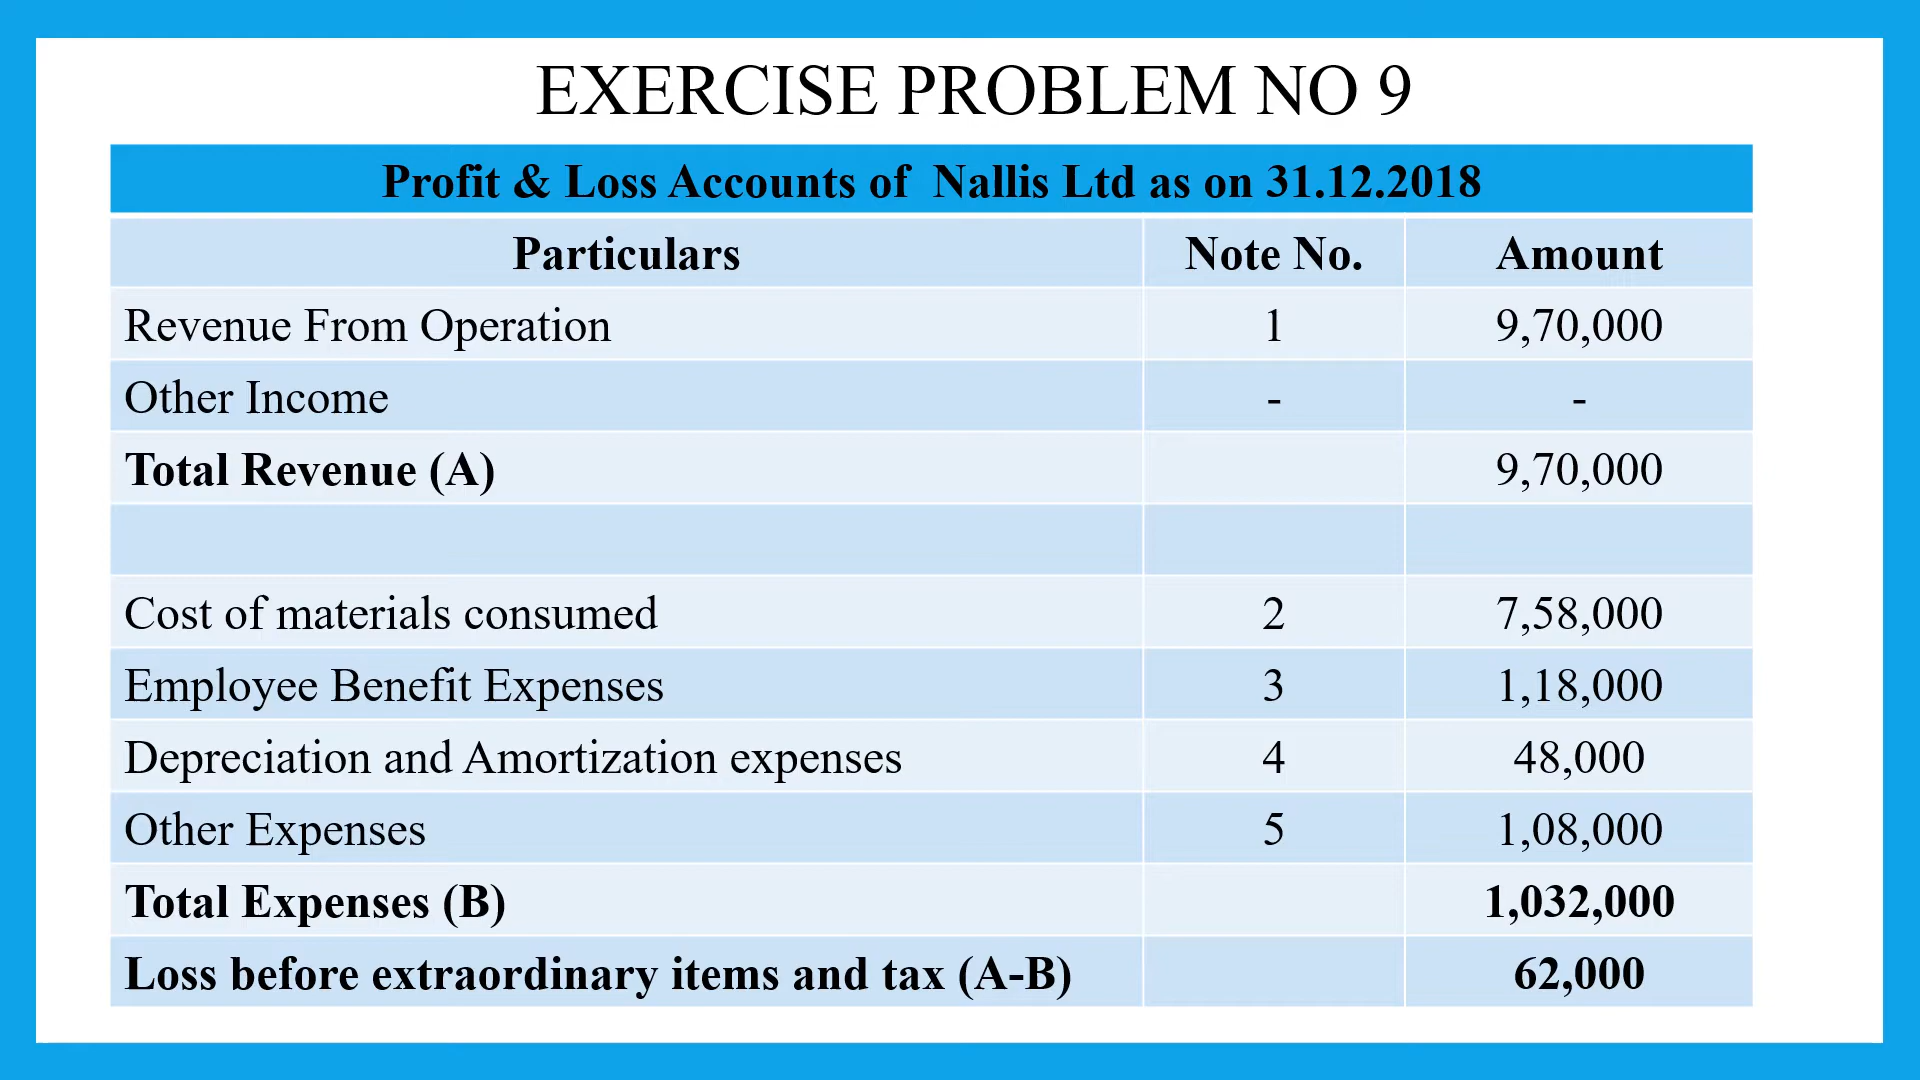 EXERCISE PROBLEM NO 9
Profit & Loss Accounts of Nallis Ltd as on 31.12.2018
Particulars Note No. Amount
Revenue From Operation 1 9,70,000
Other Income - -
Total Revenue (A) 9,70,000
Cost of materials consumed 2 7,58,000
Employee Benefit Expenses 3 1,18,000
Depreciation and Amortization expenses 4 48,000
Other Expenses 5 1,08,000
Total Expenses (B) 1,032,000
Loss before extraordinary items and tax (A-B) 62,000